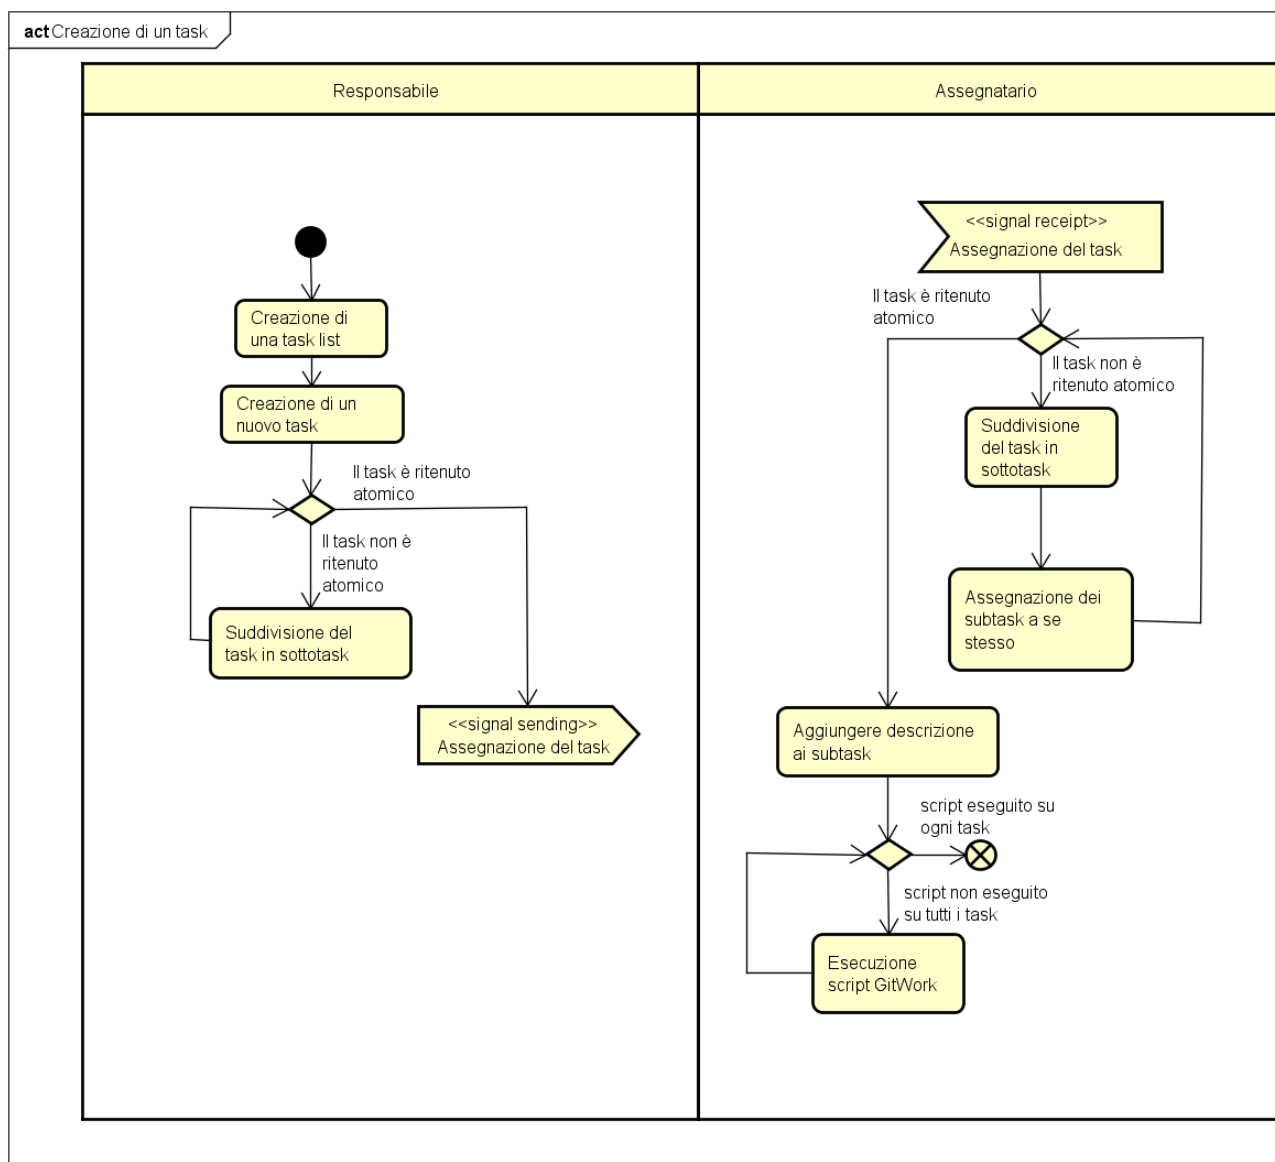 act Creazione di un task
Responsabile
Assegnatario
Creazione di
una task list
Creazione di un
nuovo task
Il task è ritenuto
atomico
Il task non è
ritenuto
atomico
Suddivisione del
task in sottotask
<<signal sending>>
Assegnazione del task
<<signal receipt>>
Assegnazione del task
Il task è ritenuto
atomico
Il task non è
ritenuto atomico
Suddivisione
del task in
sottotask
Assegnazione dei
subtask a se
stesso
Aggiungere descrizione
ai subtask
script eseguito su
ogni task
script non eseguito
su tutti i task
Esecuzione
script GitWork